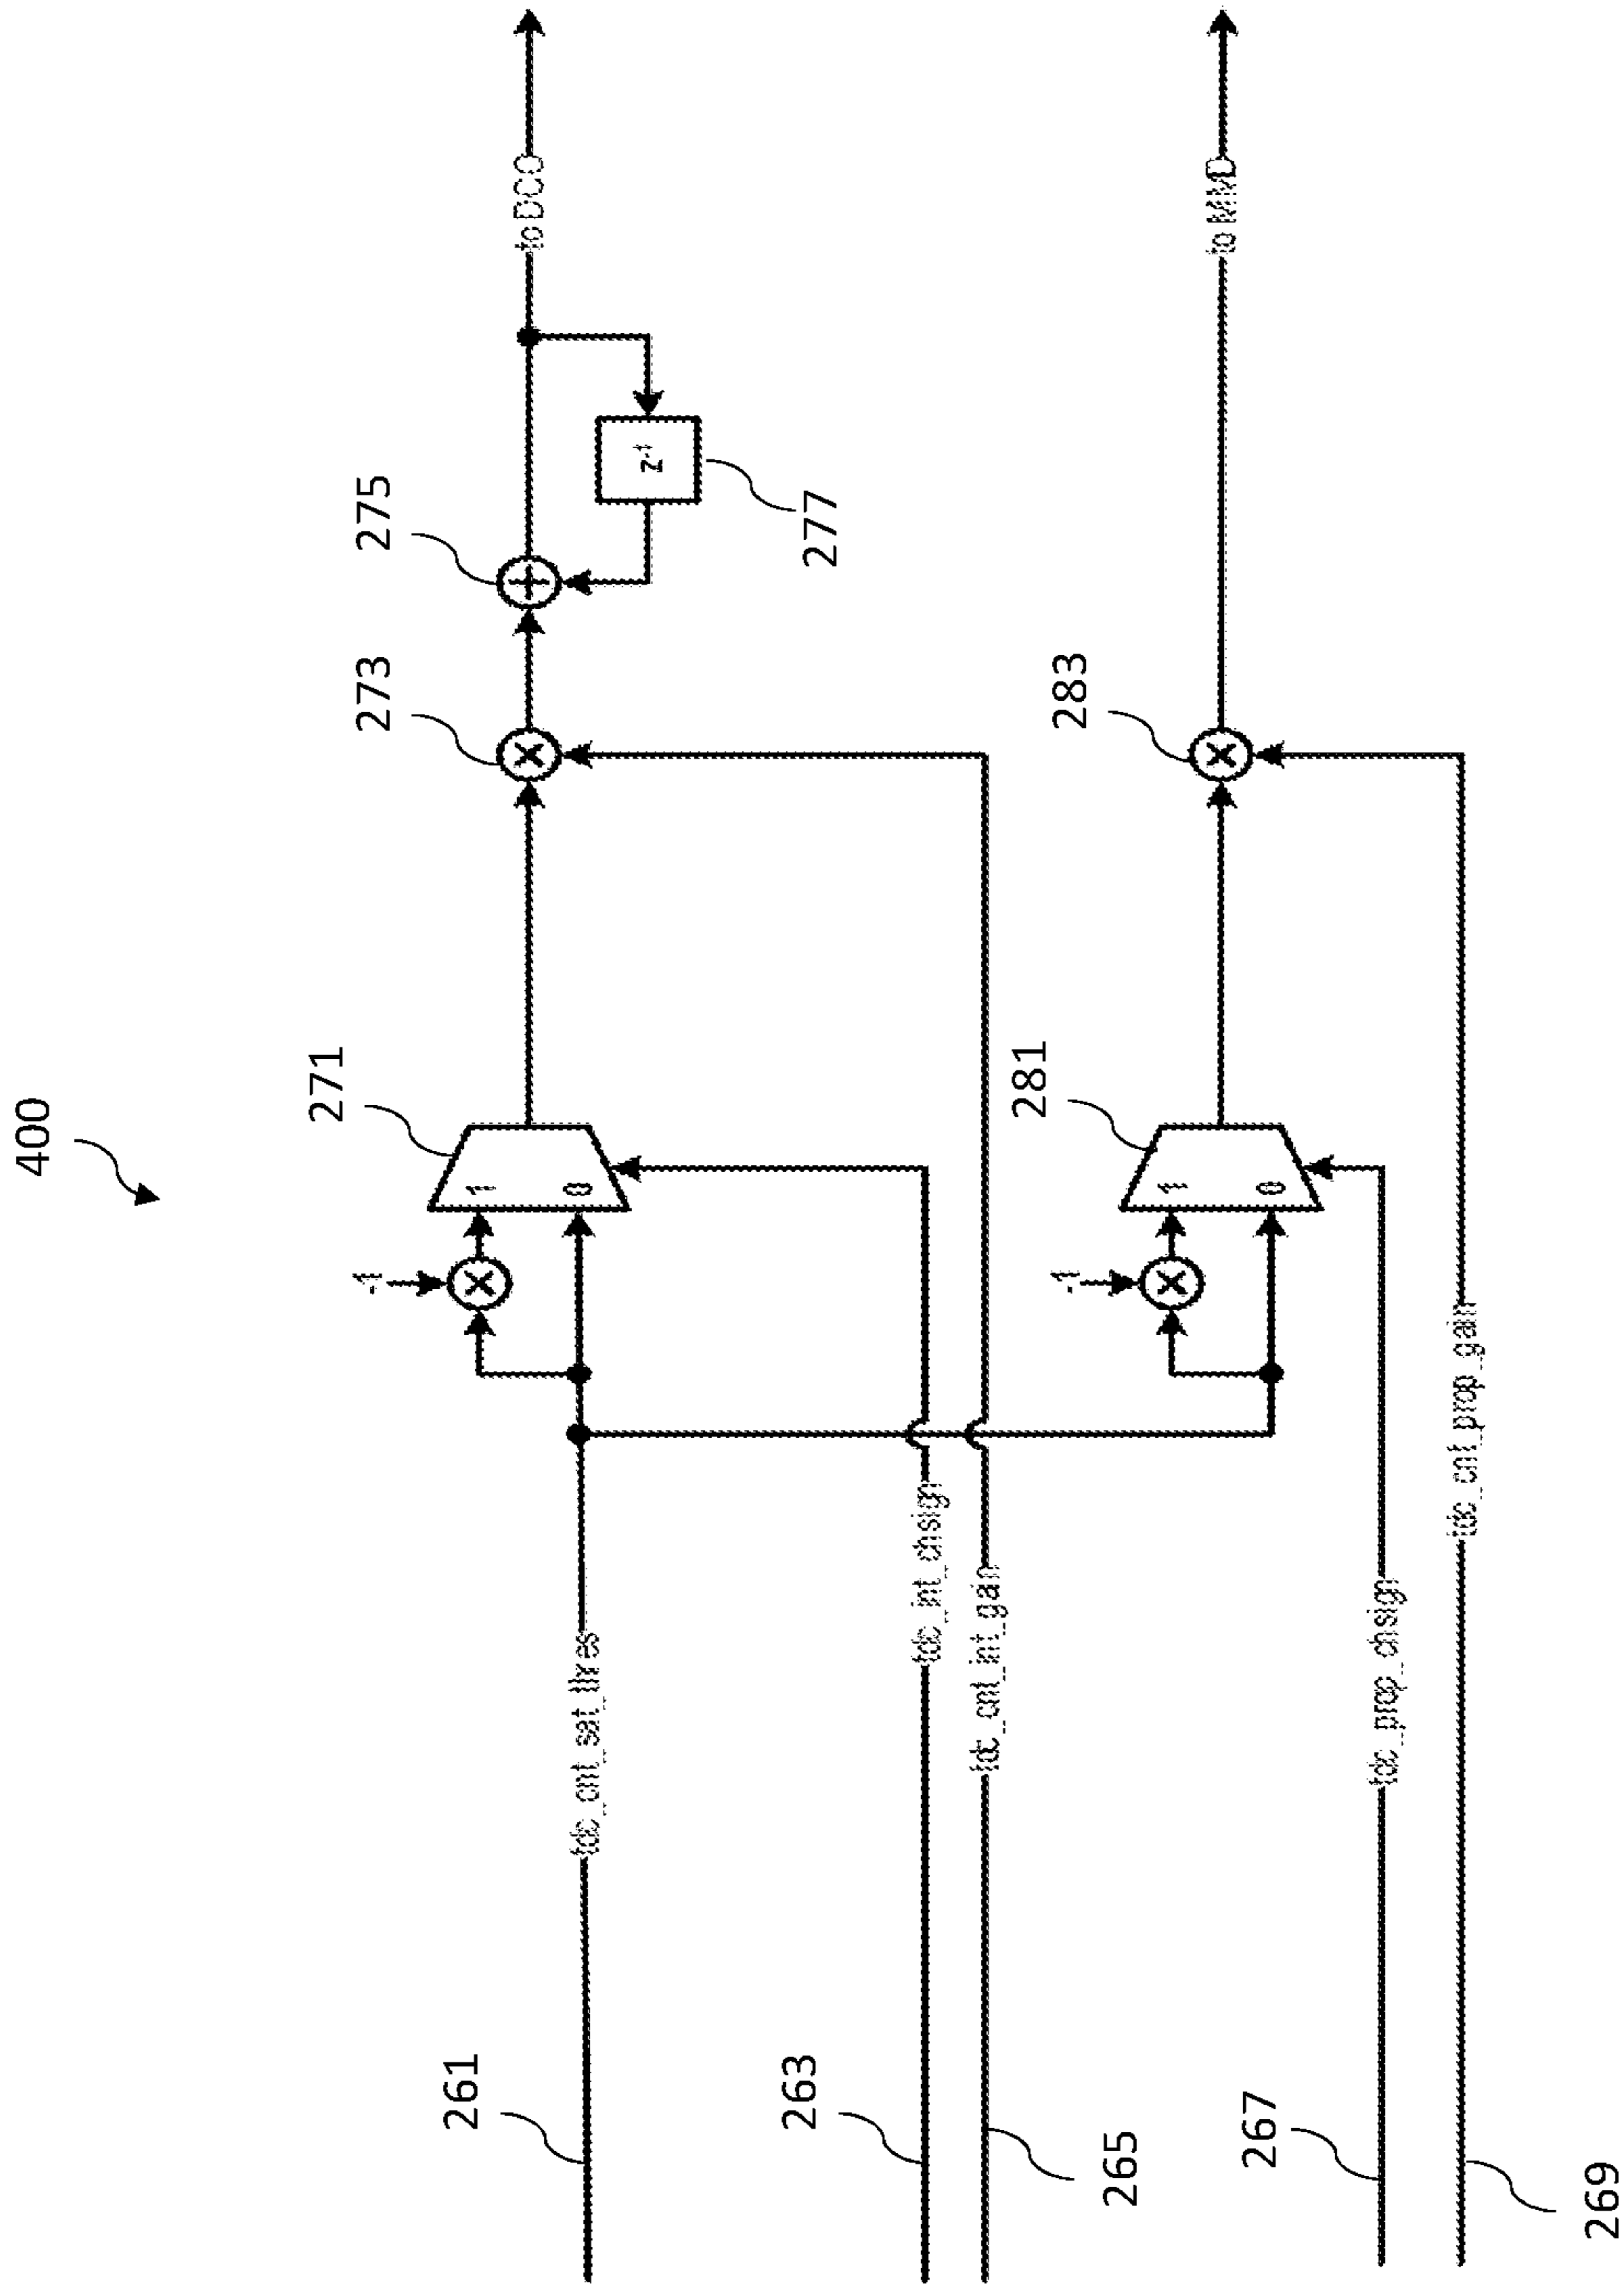 400
271
273
275
277
1
0
-1
z-1
to DCO
261
tdc_cnt_sat_thres
263
tdc_int_chsign
265
tdc_cnt_int_gain
281
283
1
0
-1
to MMD
267
tdc_prop_chsign
269
tdc_cnt_prop_gain